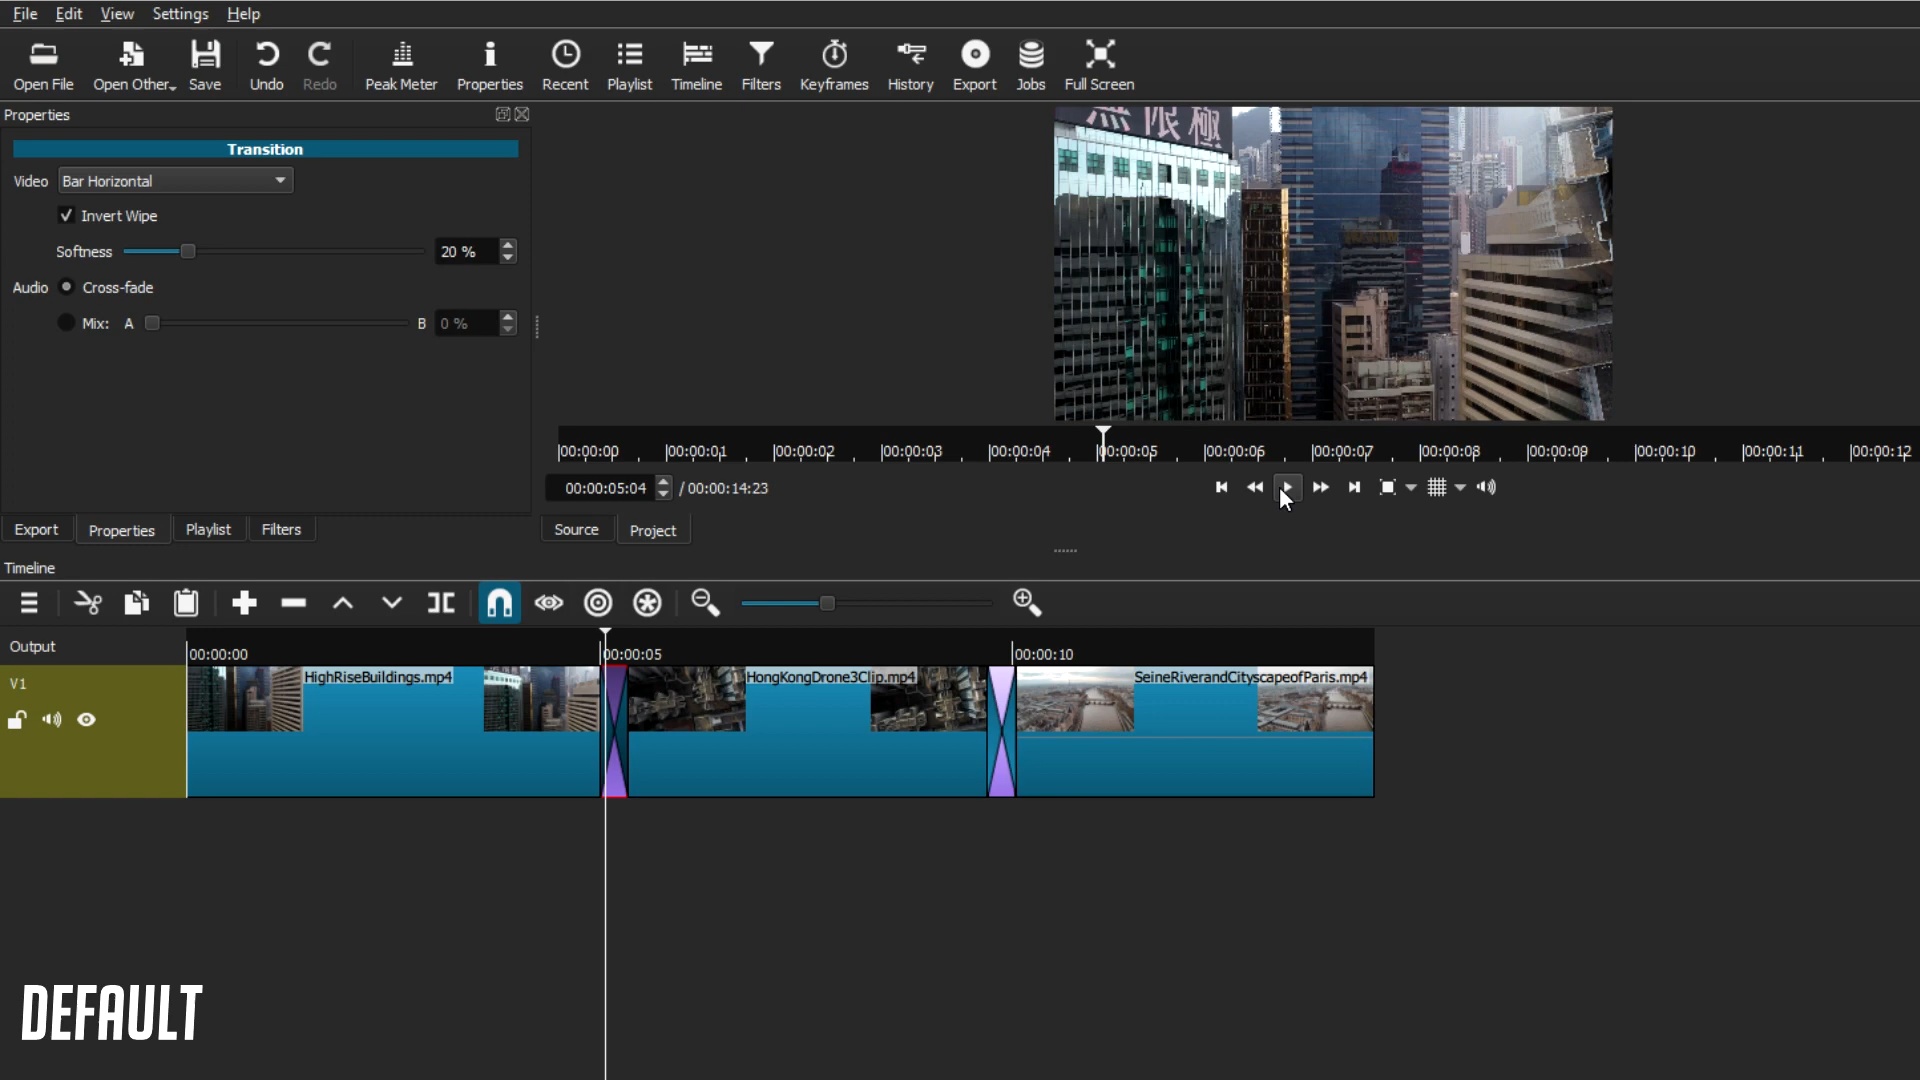 File Edit View Settings Help
Open File Open Other Save Undo Redo Peak Meter Properties Recent Playlist Timeline Filters Keyframes History Export Jobs Full Screen
Properties
Transition
Video Bar Horizontal
Invert Wipe
Softness 20 %
Audio Cross-fade
Mix: A B 0 %
無限極
00:00:00 00:00:01 00:00:02 00:00:03 00:00:04 00:00:05 00:00:06 00:00:07 00:00:08 00:00:09 00:00:10 00:00:11 00:00:12
00:00:05:04 / 00:00:14:23
Export Properties Playlist Filters
Source Project
Timeline
Output
00:00:00 00:00:05 00:00:10
V1
HighRiseBuildings.mp4 HongKongDrone3Clip.mp4 SeineRiverandCityscapeofParis.mp4
DEFAULT